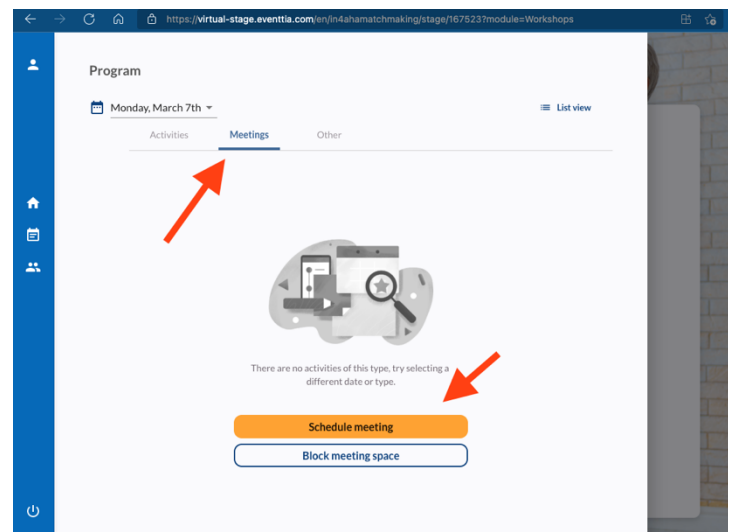 https://virtual-stage.eventtia.com/en/in4ahamatchmaking/stage/167523?module=Workshops
Program
Monday, March 7th
List view
Activities Meetings Other
There are no activities of this type, try selecting a
different date or type.
Schedule meeting
Block meeting space